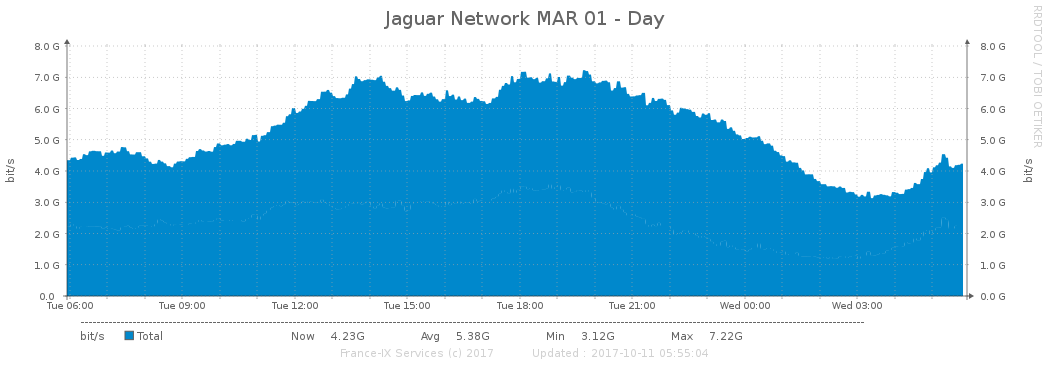 Jaguar Network MAR 01 - Day
RRDTOOL / TOBI OETIKER
bit/s
8.0 G 8.0 G
7.0 G 7.0 G
6.0 G 6.0 G
5.0 G 5.0 G
4.0 G 4.0 G
3.0 G 3.0 G
2.0 G 2.0 G
1.0 G 1.0 G
0.0 0.0 G
bit/s
Tue 06:00 Tue 09:00 Tue 12:00 Tue 15:00 Tue 18:00 Tue 21:00 Wed 00:00 Wed 03:00
bit/s Total Now 4.23G Avg 5.38G Min 3.12G Max 7.22G
France-IX Services (c) 2017 Updated : 2017-10-11 05:55:04